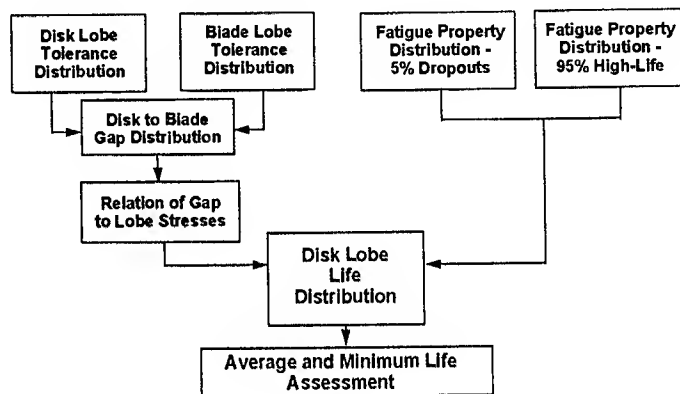 Disk Lobe
Tolerance
Distribution
Blade Lobe
Tolerance
Distribution
Fatigue Property
Distribution -
5% Dropouts
Fatigue Property
Distribution -
95% High-Life
Disk to Blade
Gap Distribution
Relation of Gap
to Lobe Stresses
Disk Lobe
Life
Distribution
Average and Minimum Life
Assessment